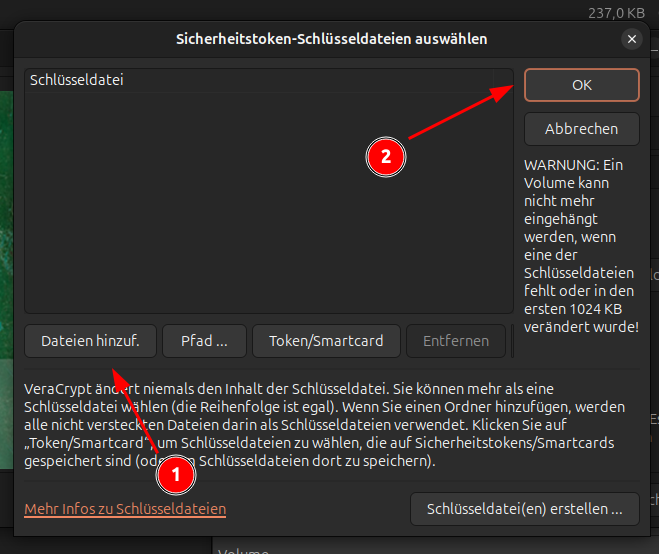 237,0 KB
Sicherheitstoken-Schlüsseldateien auswählen
Schlüsseldatei
OK
Abbrechen
2
WARNUNG: Ein
Volume kann
nicht mehr
eingehängt
werden, wenn
eine der
Schlüsseldateien
fehlt oder in den
ersten 1024 KB
verändert wurde!
Dateien hinzuf.
Pfad ...
Token/Smartcard
Entfernen
VeraCrypt ändert niemals den Inhalt der Schlüsseldatei. Sie können mehr als eine
Schlüsseldatei wählen (die Reihenfolge ist egal). Wenn Sie einen Ordner hinzufügen, werden
alle nicht versteckten Dateien darin als Schlüsseldateien verwendet. Klicken Sie auf
„Token/Smartcard“, um Schlüsseldateien zu wählen, die auf Sicherheitstokens/Smartcards
gespeichert sind (oder Schlüsseldateien dort zu speichern).
1
Mehr Infos zu Schlüsseldateien
Schlüsseldatei(en) erstellen ...
Volume